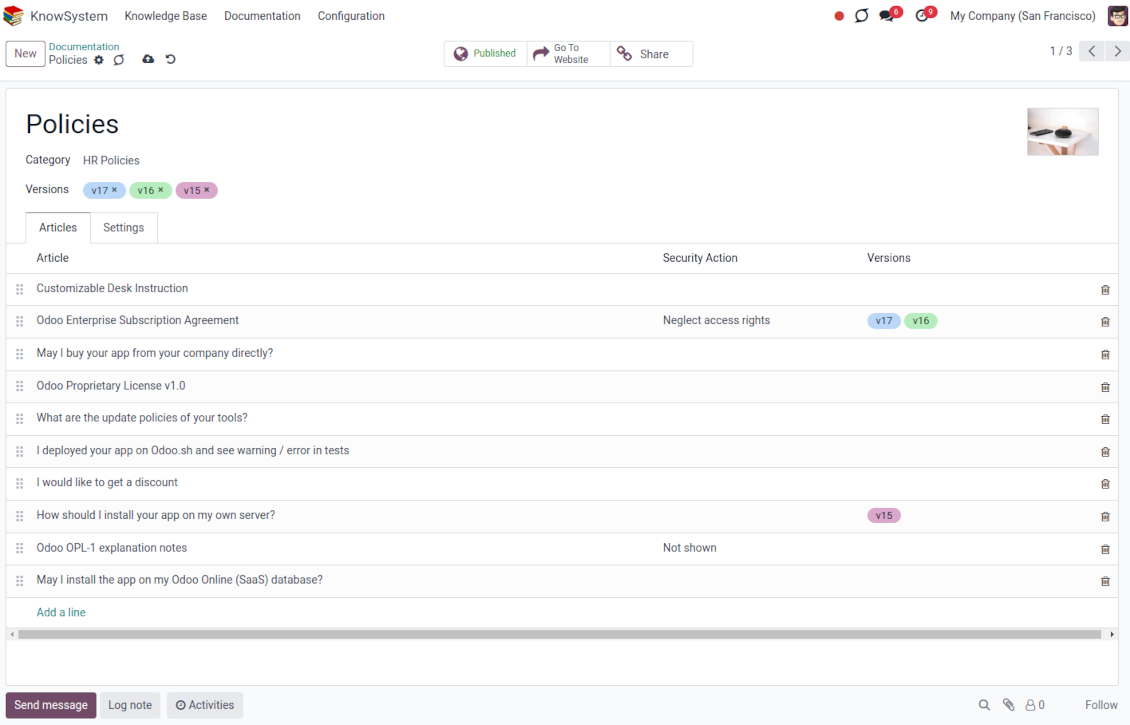 KnowSystem Knowledge Base Documentation Configuration 6 9 My Company (San Francisco)
New Documentation Policies Published Go To Website Share 1 / 3
Policies
Category HR Policies
Versions v17 × v16 × v15 ×
Articles Settings
Article Security Action Versions
Customizable Desk Instruction
Odoo Enterprise Subscription Agreement Neglect access rights v17 v16
May I buy your app from your company directly?
Odoo Proprietary License v1.0
What are the update policies of your tools?
I deployed your app on Odoo.sh and see warning / error in tests
I would like to get a discount
How should I install your app on my own server? v15
Odoo OPL-1 explanation notes Not shown
May I install the app on my Odoo Online (SaaS) database?
Add a line
Send message Log note Activities 0 Follow